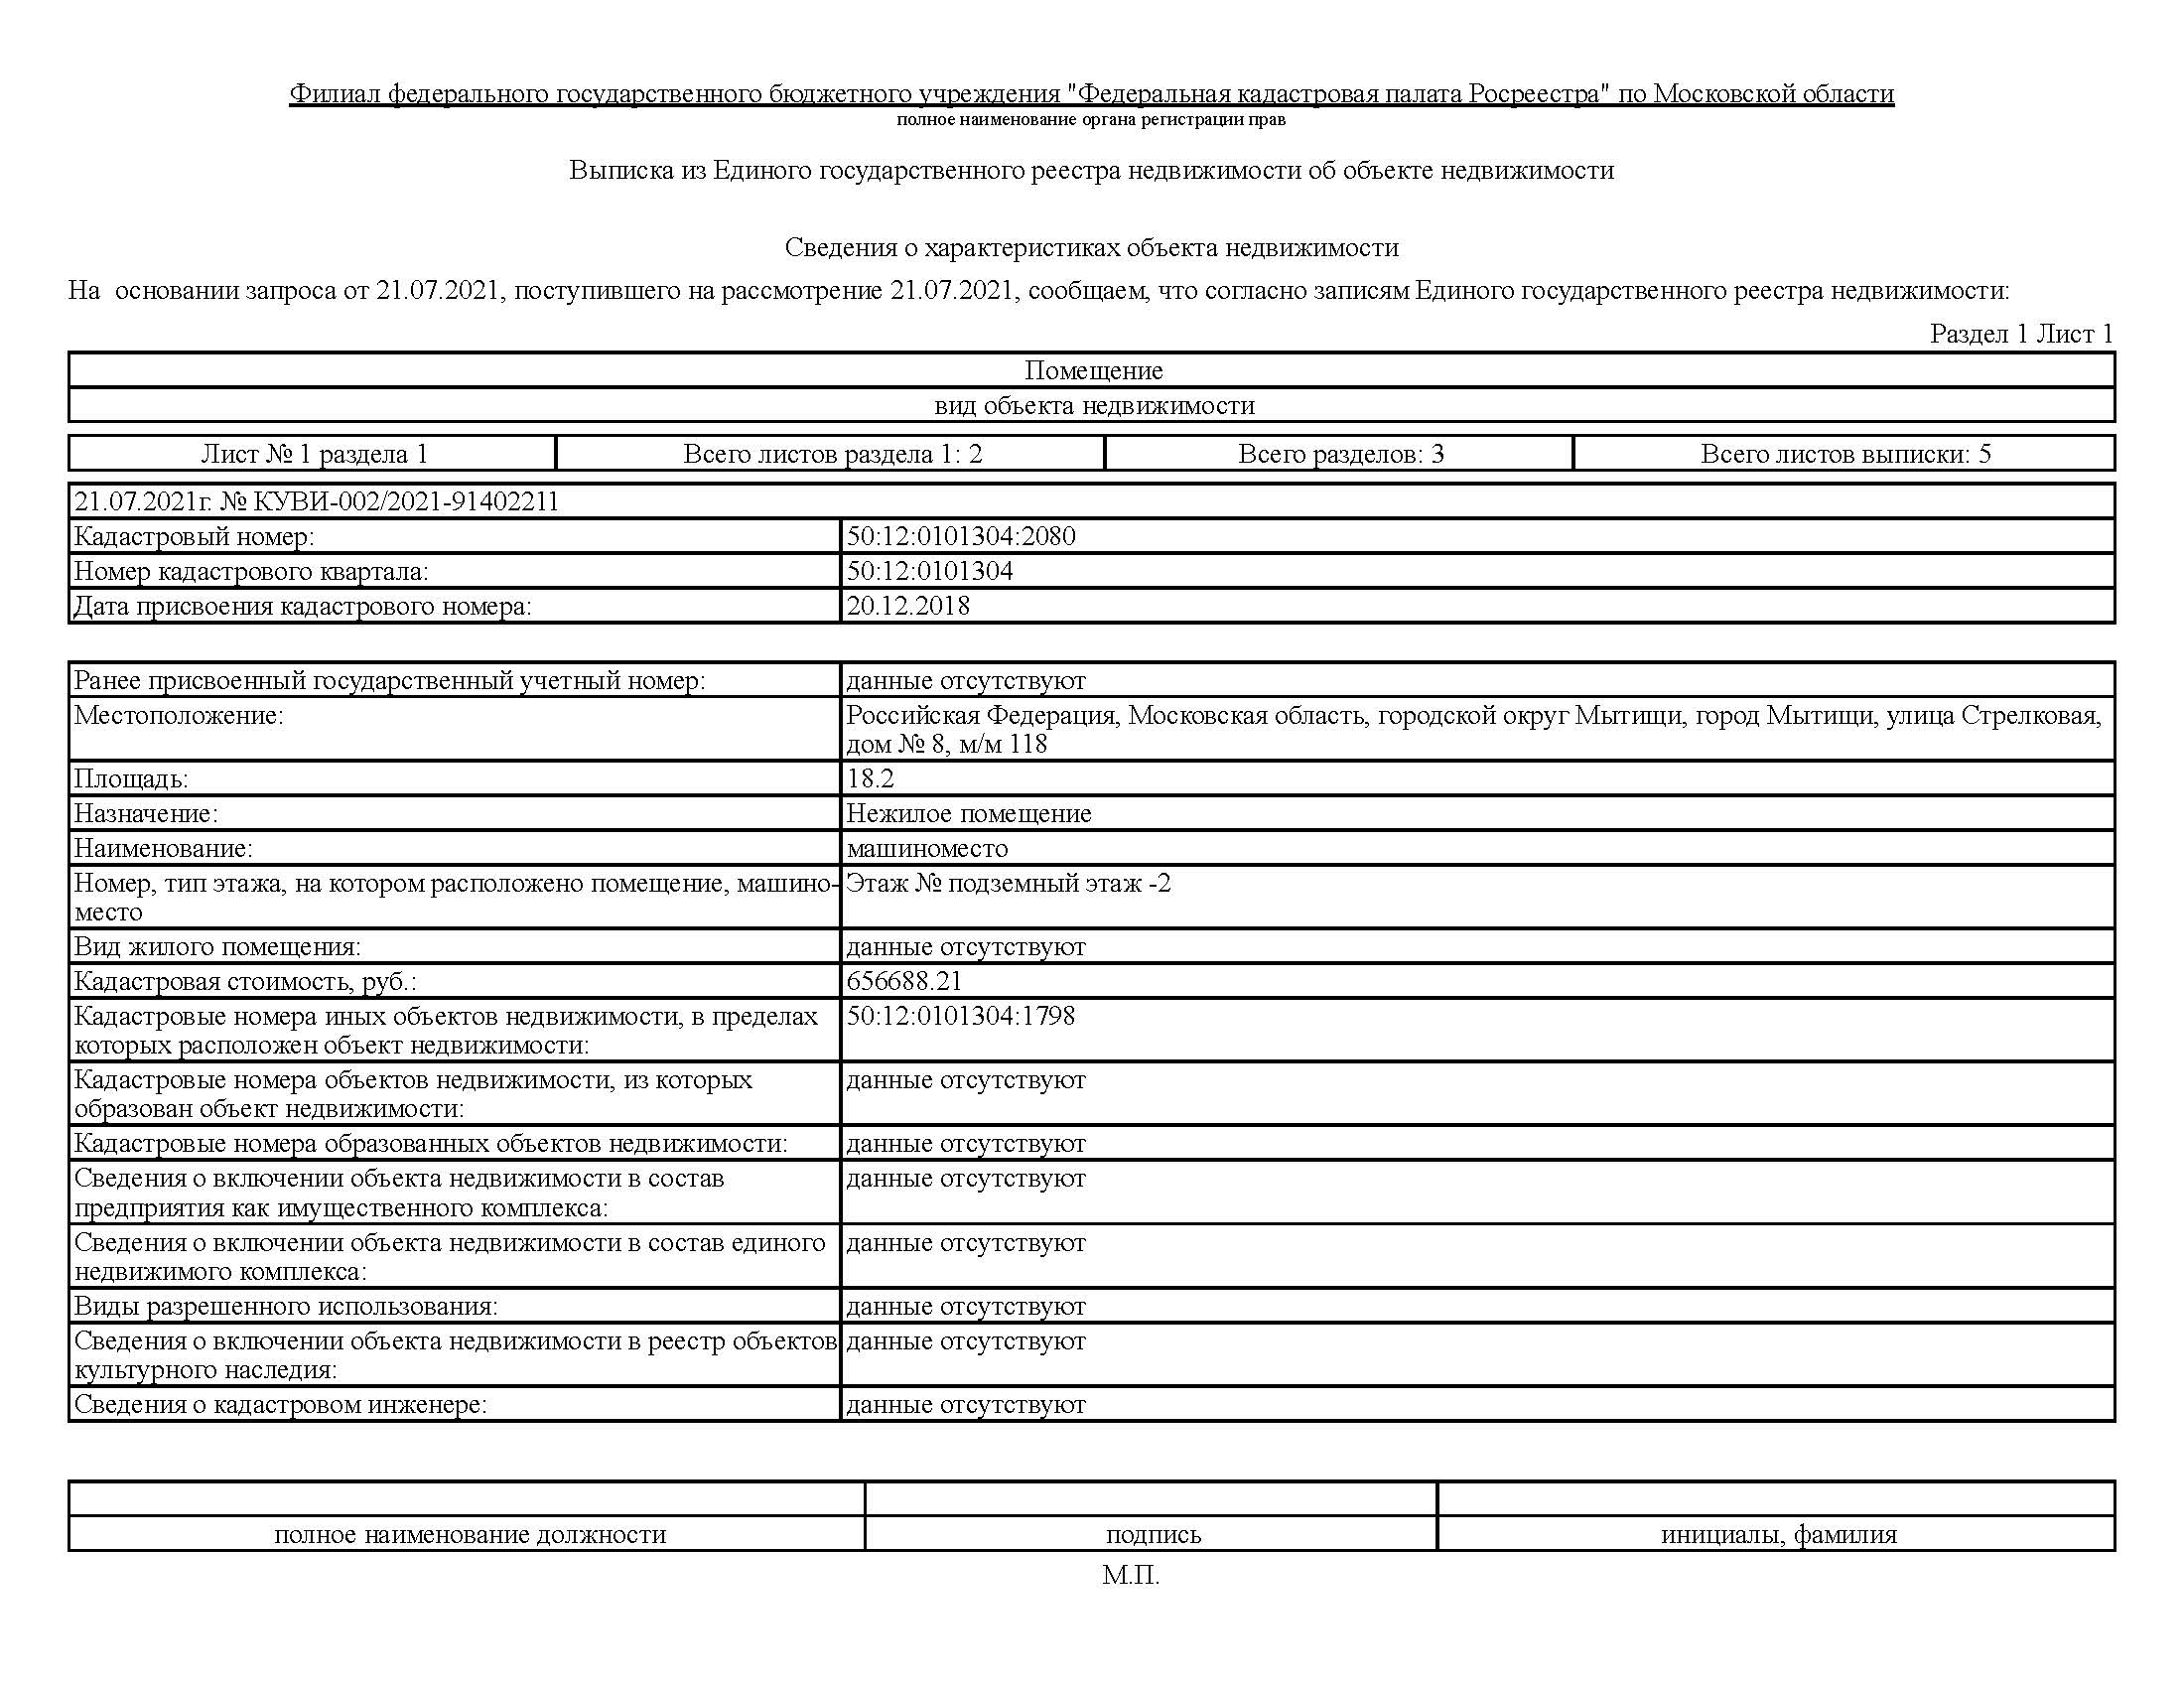 Филиал федерального государственного бюджетного учреждения "Федеральная кадастровая палата Росреестра" по Московской области
полное наименование органа регистрации прав
Выписка из Единого государственного реестра недвижимости об объекте недвижимости
Сведения о характеристиках объекта недвижимости
На основании запроса от 21.07.2021, поступившего на рассмотрение 21.07.2021, сообщаем, что согласно записям Единого государственного реестра недвижимости:
Раздел 1 Лист 1
Помещение
вид объекта недвижимости
Лист № 1 раздела 1 Всего листов раздела 1: 2 Всего разделов: 3 Всего листов выписки: 5
21.07.2021г. № КУВИ-002/2021-91402211
Кадастровый номер: 50:12:0101304:2080
Номер кадастрового квартала: 50:12:0101304
Дата присвоения кадастрового номера: 20.12.2018
Ранее присвоенный государственный учетный номер: данные отсутствуют
Местоположение: Российская Федерация, Московская область, городской округ Мытищи, город Мытищи, улица Стрелковая,
дом № 8, м/м 118
Площадь: 18.2
Назначение: Нежилое помещение
Наименование: машиноместо
Номер, тип этажа, на котором расположено помещение, машино- Этаж № подземный этаж -2
место
Вид жилого помещения: данные отсутствуют
Кадастровая стоимость, руб.: 656688.21
Кадастровые номера иных объектов недвижимости, в пределах 50:12:0101304:1798
которых расположен объект недвижимости:
Кадастровые номера объектов недвижимости, из которых данные отсутствуют
образован объект недвижимости:
Кадастровые номера образованных объектов недвижимости: данные отсутствуют
Сведения о включении объекта недвижимости в состав данные отсутствуют
предприятия как имущественного комплекса:
Сведения о включении объекта недвижимости в состав единого данные отсутствуют
недвижимого комплекса:
Виды разрешенного использования: данные отсутствуют
Сведения о включении объекта недвижимости в реестр объектов данные отсутствуют
культурного наследия:
Сведения о кадастровом инженере: данные отсутствуют
полное наименование должности подпись инициалы, фамилия
М.П.